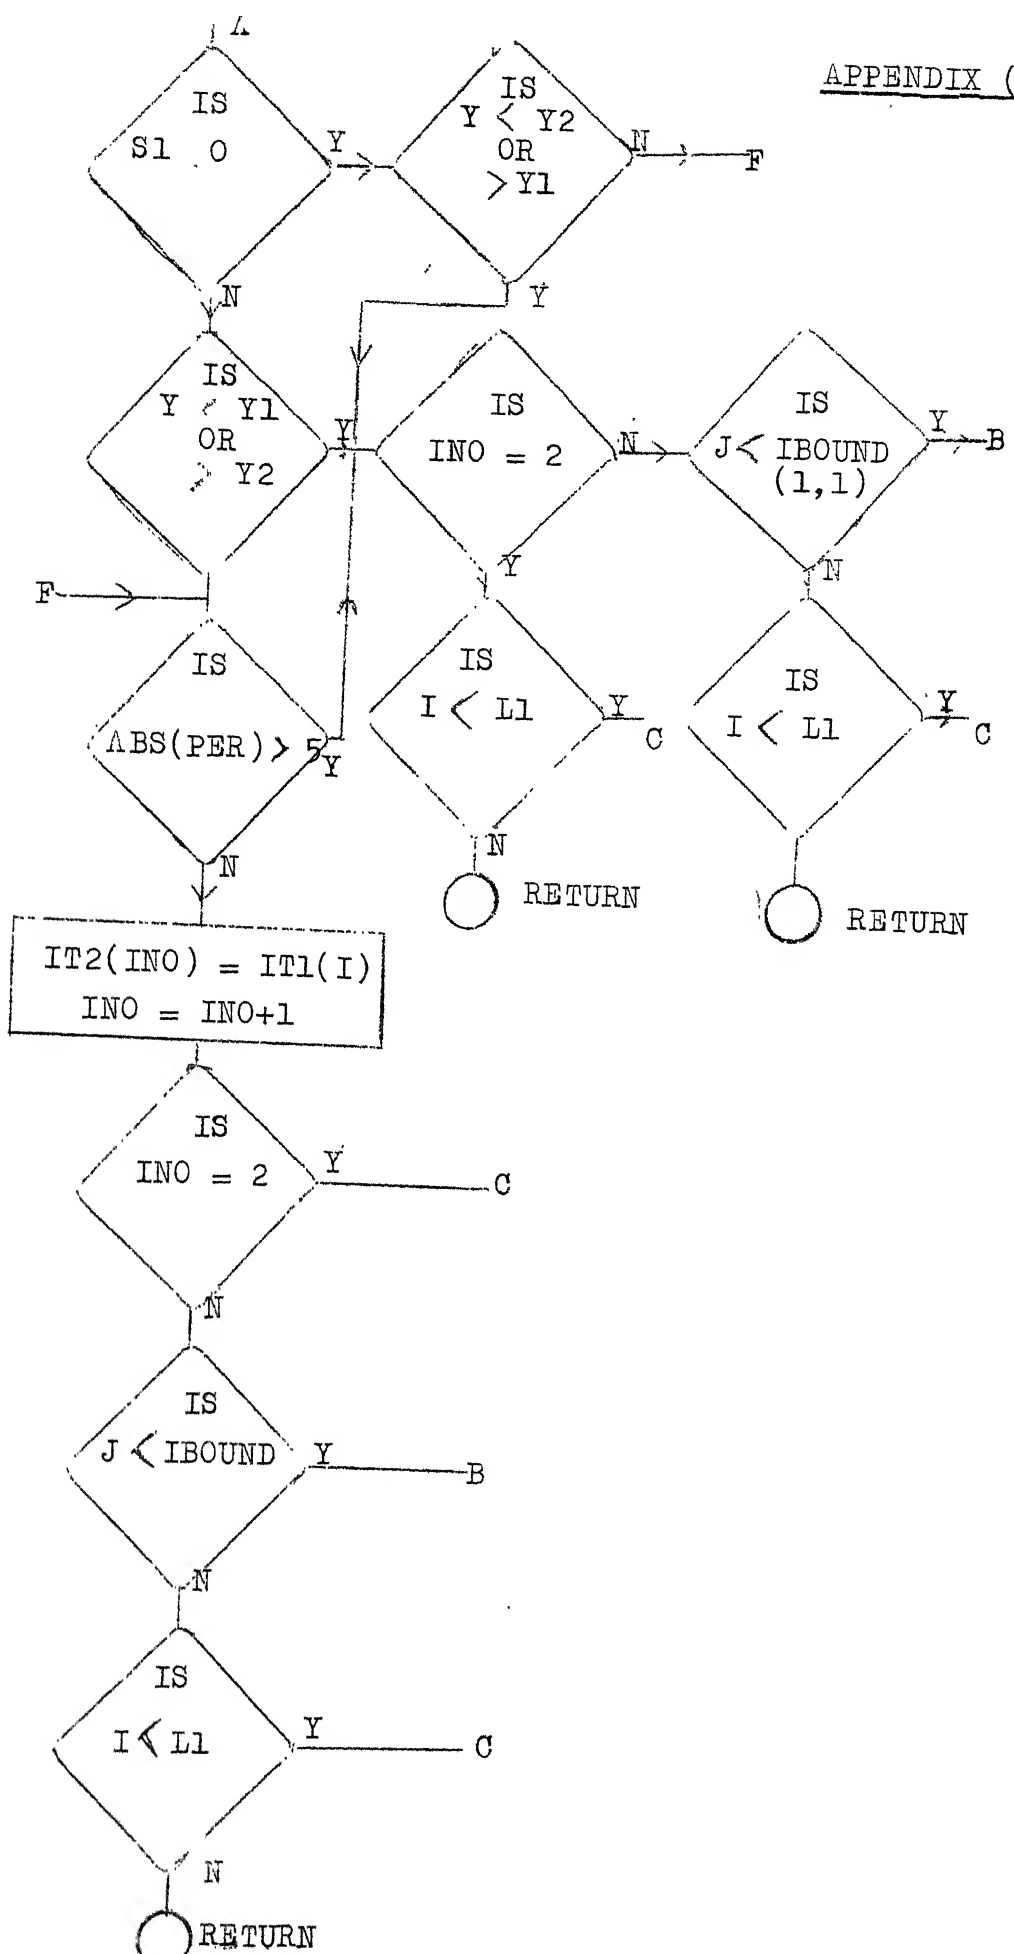 APPENDIX (
IS
S1 0
Y
N
IS
Y < Y2
OR
> Y1
N
F
Y
IS
Y < Y1
OR
> Y2
Y
IS
INO = 2
N
Y
IS
J < IBOUND
(1,1)
Y
B
N
F
IS
ABS(PER) > 5
Y
N
IS
I < L1
Y
C
N
RETURN
IS
I < L1
Y
C
RETURN
IT2(INO) = IT1(I)
INO = INO+1
IS
INO = 2
Y
C
N
IS
J < IBOUND
Y
B
N
IS
I < L1
Y
C
N
RETURN